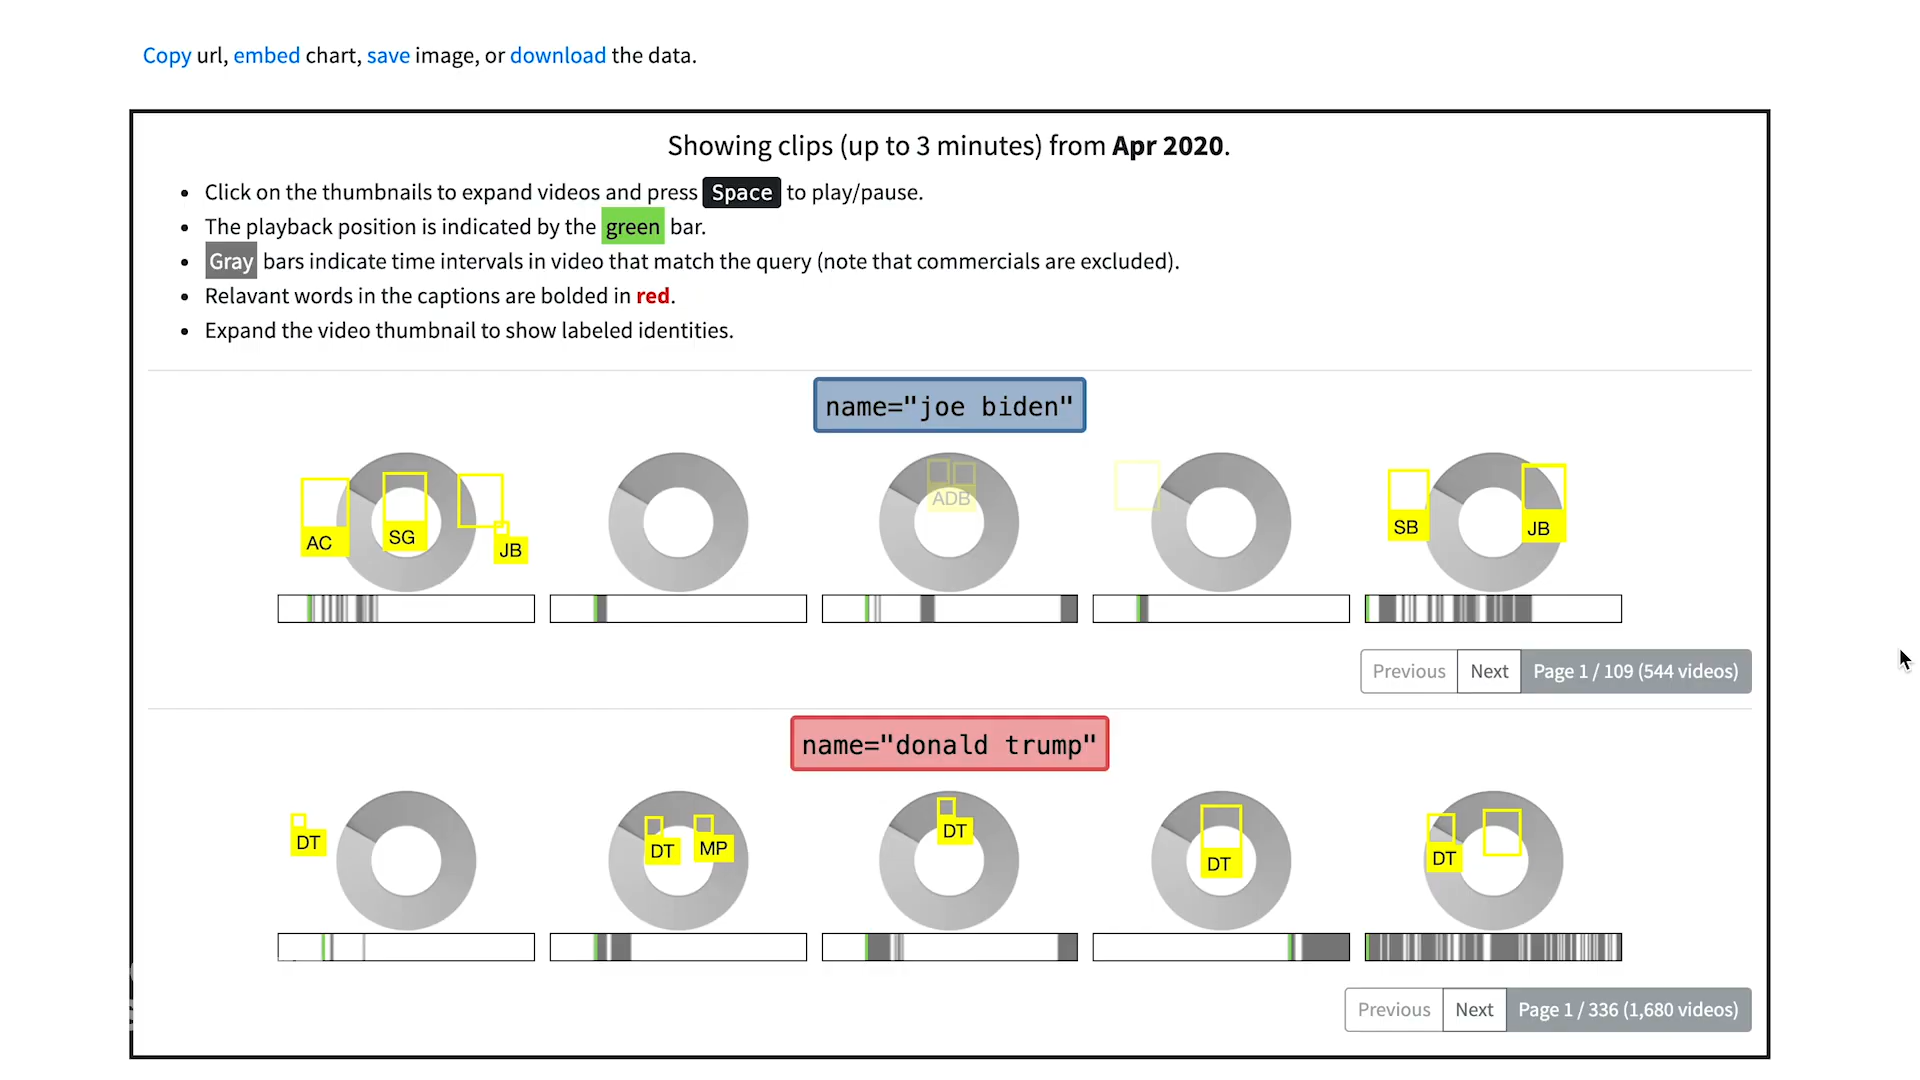 Copy url, embed chart, save image, or download the data.
Showing clips (up to 3 minutes) from Apr 2020.
• Click on the thumbnails to expand videos and press Space to play/pause.
• The playback position is indicated by the green bar.
• Gray bars indicate time intervals in video that match the query (note that commercials are excluded).
• Relavant words in the captions are bolded in red.
• Expand the video thumbnail to show labeled identities.
name="joe biden"
AC SG JB ADB SB JB
Previous Next Page 1 / 109 (544 videos)
name="donald trump"
DT DT MP DT DT DT
Previous Next Page 1 / 336 (1,680 videos)